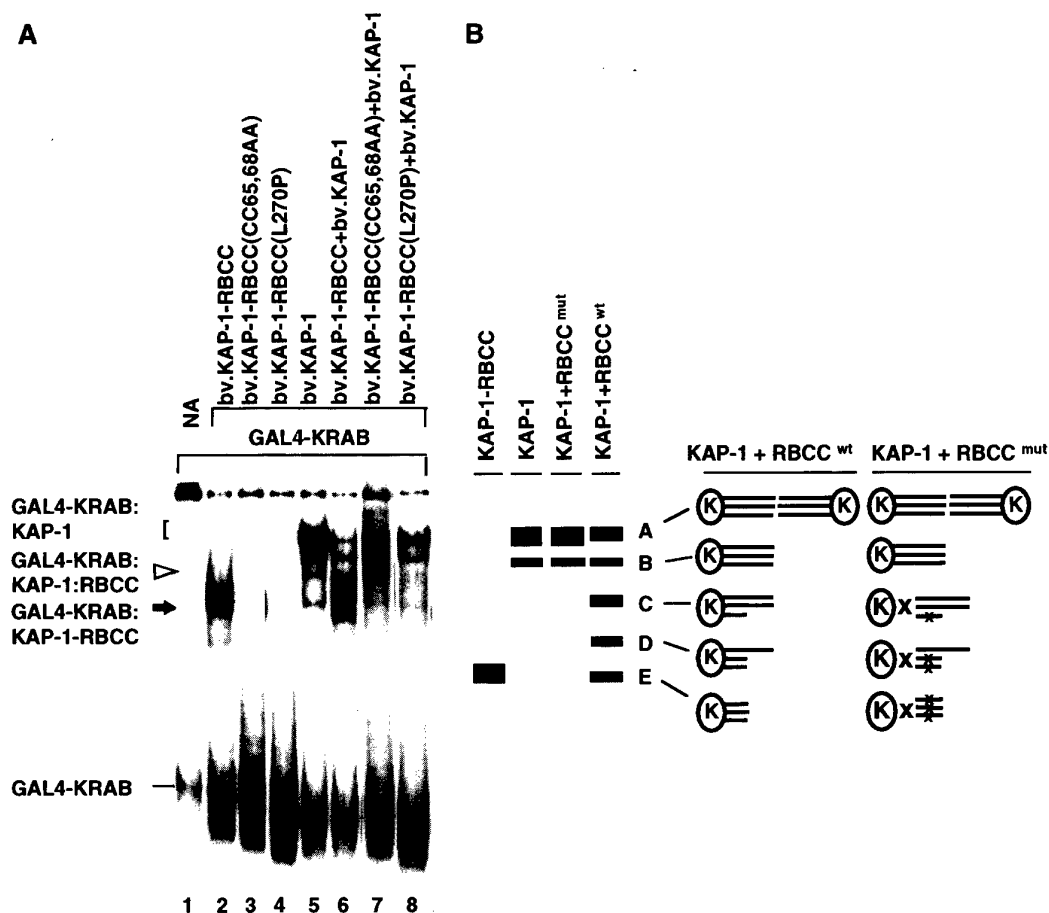 A
NA
bv.KAP-1-RBCC
bv.KAP-1-RBCC(CC65,68AA)
bv.KAP-1-RBCC(L270P)
bv.KAP-1
bv.KAP-1-RBCC+bv.KAP-1
bv.KAP-1-RBCC(CC65,68AA)+bv.KAP-1
bv.KAP-1-RBCC(L270P)+bv.KAP-1
GAL4-KRAB
GAL4-KRAB:
KAP-1
GAL4-KRAB:
KAP-1:RBCC
GAL4-KRAB:
KAP-1-RBCC
GAL4-KRAB
1 2 3 4 5 6 7 8
B
KAP-1-RBCC
KAP-1
KAP-1+RBCC mut
KAP-1+RBCC wt
KAP-1 + RBCC wt
KAP-1 + RBCC mut
A K K K K
B K K
C K K X x
D K K X x x
E K K X x x x